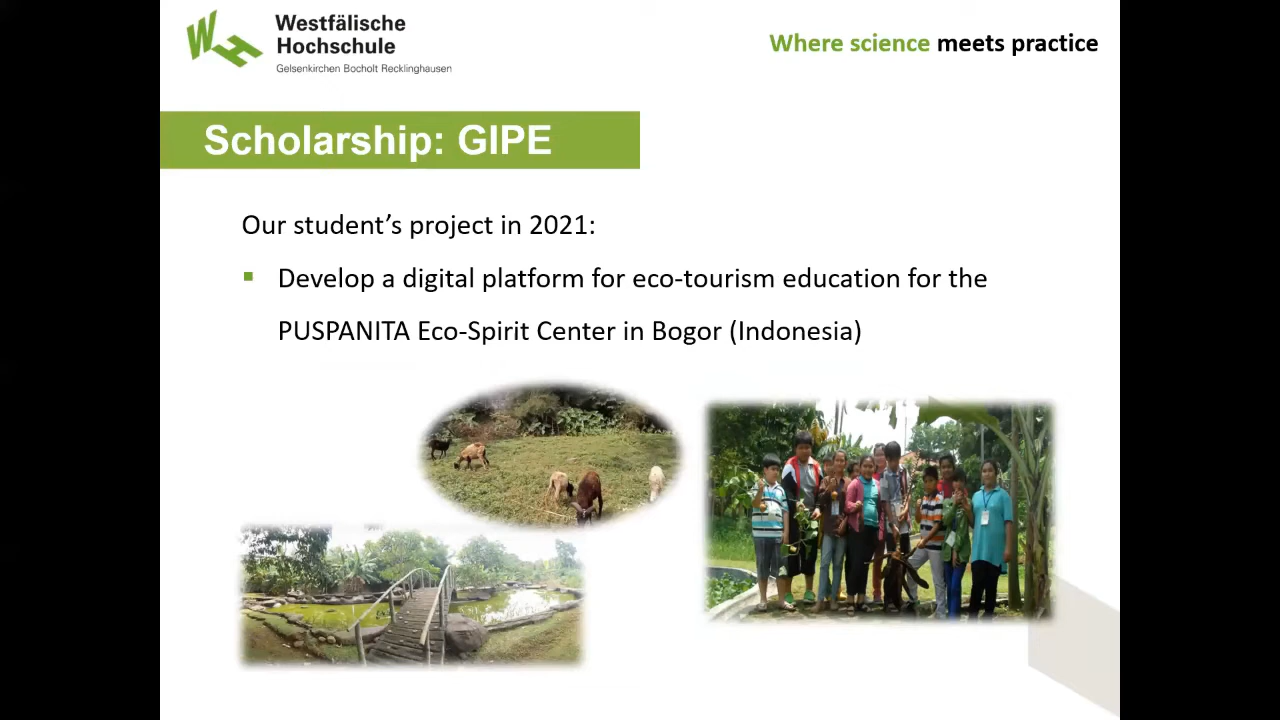 Westfälische
Hochschule
Gelsenkirchen Bocholt Recklinghausen
Where science meets practice
Scholarship: GIPE
Our student’s project in 2021:
Develop a digital platform for eco-tourism education for the
PUSPANITA Eco-Spirit Center in Bogor (Indonesia)